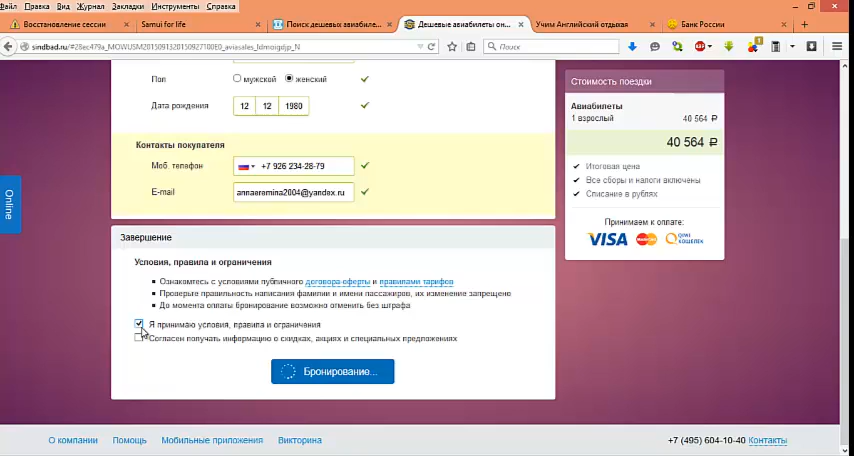 Файл Правка Вид Журнал Закладки Инструменты Справка
Восстановление сессии
Samui for life
Поиск дешевых авиабиле...
Дешевые авиабилеты он...
Учим Английский отдыхая
Банк России
Поиск
Пол мужской женский
Дата рождения 12 12 1980
Контакты покупателя
Моб. телефон +7 926 234-28-79
E-mail annaeremina2004@yandex.ru
Завершение
Условия, правила и ограничения
Ознакомьтесь с условиями публичного договора-оферты и правилами тарифов
Проверьте правильность написания фамилии и имени пассажиров, их изменение запрещено
До момента оплаты бронирование возможно отменить без штрафа
Я принимаю условия, правила и ограничения
Согласен получать информацию о скидках, акциях и специальных предложениях
Бронирование...
Стоимость поездки
Авиабилеты
1 взрослый 40 564 ₽
40 564 ₽
Итоговая цена
Все сборы и налоги включены
Списание в рублях
Принимаем к оплате:
VISA MasterCard QIWI КОШЕЛЕК
Online
О компании Помощь Мобильные приложения Викторина
+7 (495) 604-10-40 Контакты